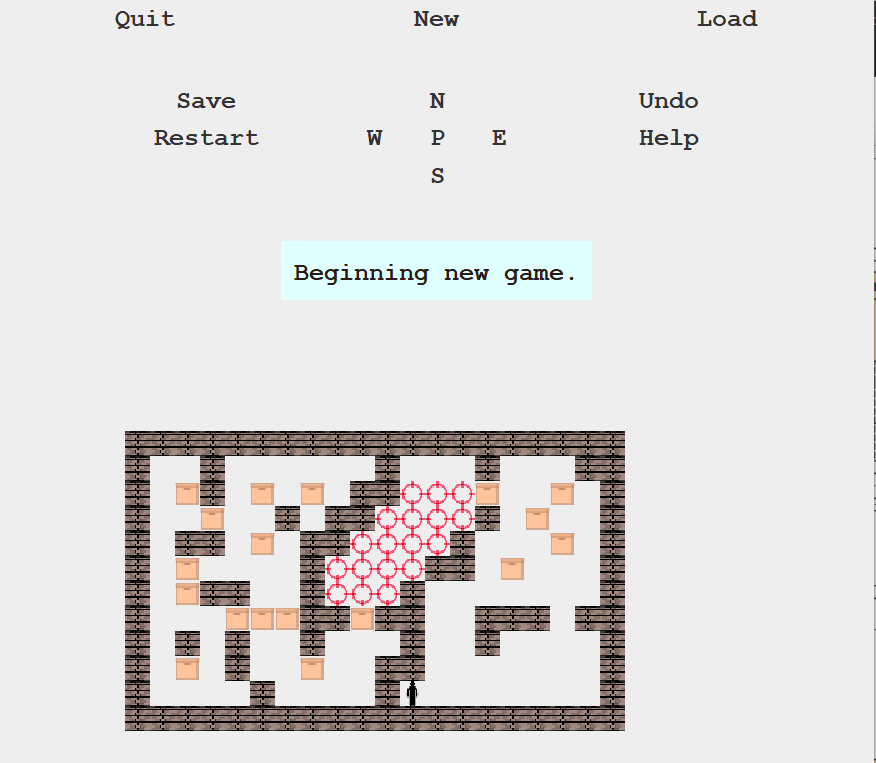 Quit New Load
Save N Undo
Restart W P E Help
S
Beginning new game.